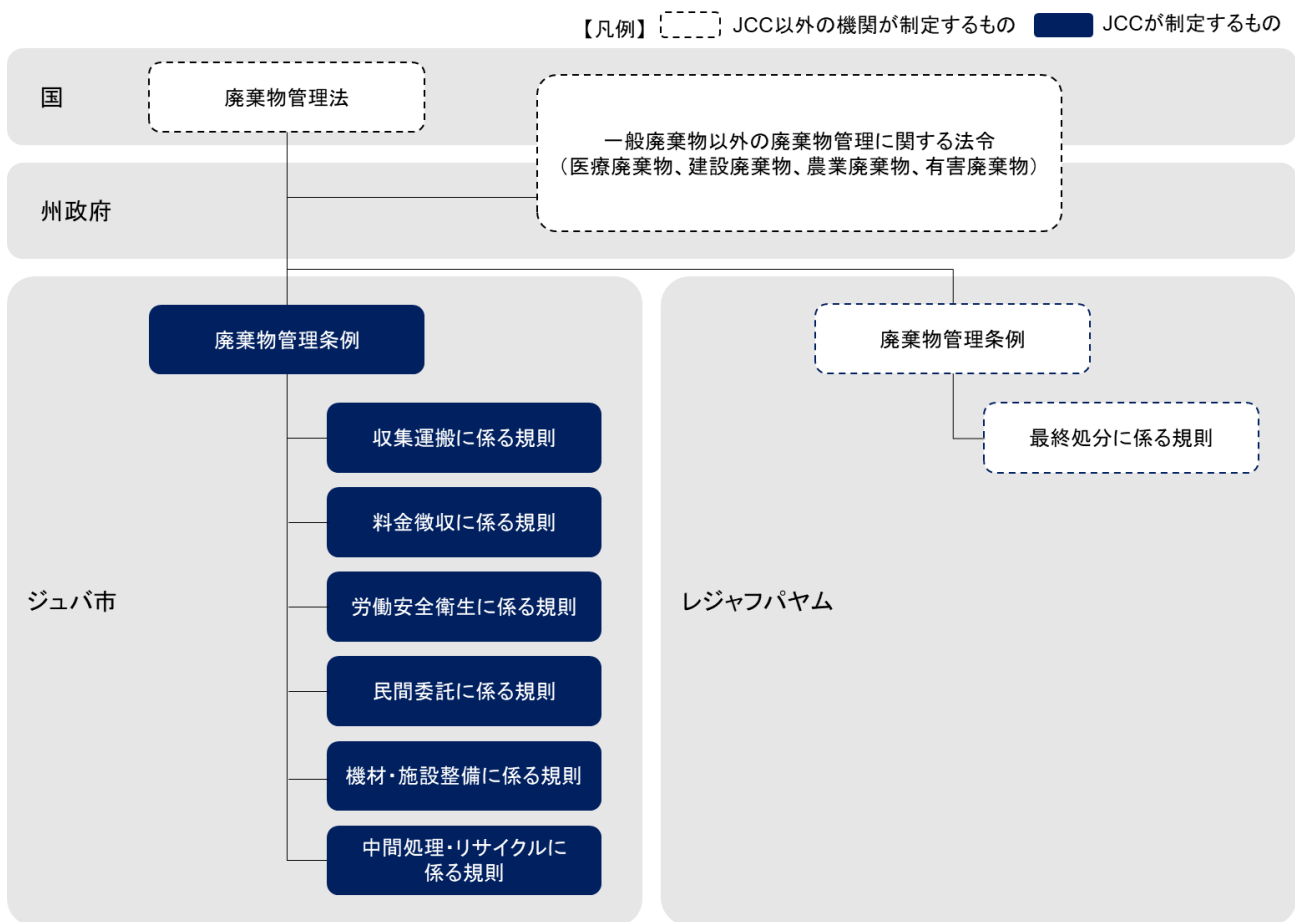 【凡例】 JCC以外の機関が制定するもの JCCが制定するもの
国
廃棄物管理法
一般廃棄物以外の廃棄物管理に関する法令
（医療廃棄物、建設廃棄物、農業廃棄物、有害廃棄物）
州政府
廃棄物管理条例
収集運搬に係る規則
料金徴収に係る規則
ジュバ市
労働安全衛生に係る規則
民間委託に係る規則
機材・施設整備に係る規則
中間処理・リサイクルに
係る規則
廃棄物管理条例
最終処分に係る規則
レジャフパヤム